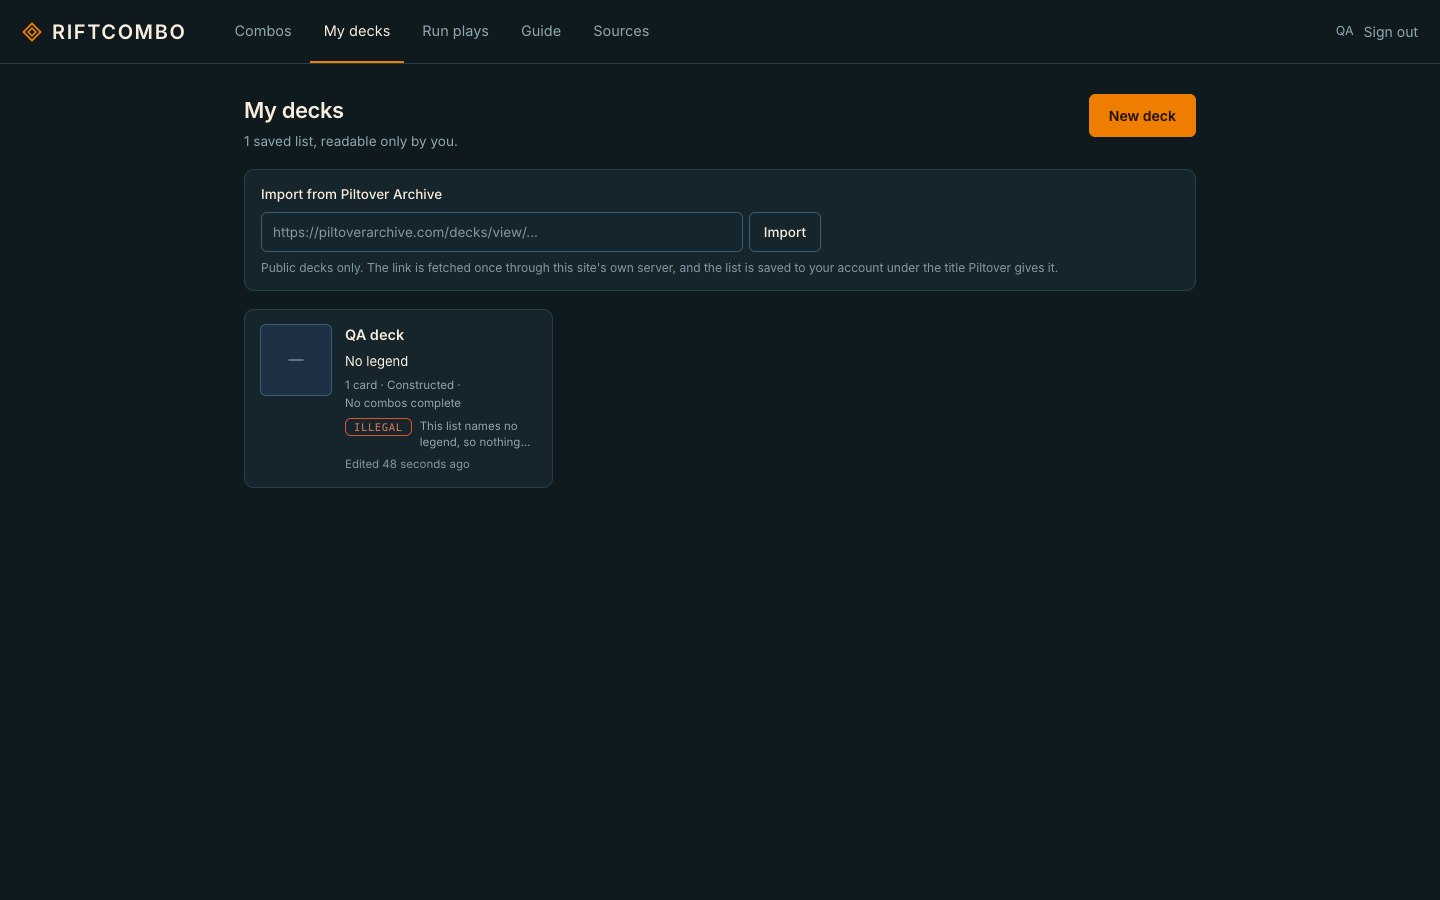 RIFTCOMBO
Combos
My decks
Run plays
Guide
Sources
QA
Sign out
My decks
1 saved list, readable only by you.
New deck
Import from Piltover Archive
https://piltoverarchive.com/decks/view/...
Import
Public decks only. The link is fetched once through this site's own server, and the list is saved to your account under the title Piltover gives it.
—
QA deck
No legend
1 card · Constructed ·
No combos complete
ILLEGAL
This list names no
legend, so nothing...
Edited 48 seconds ago